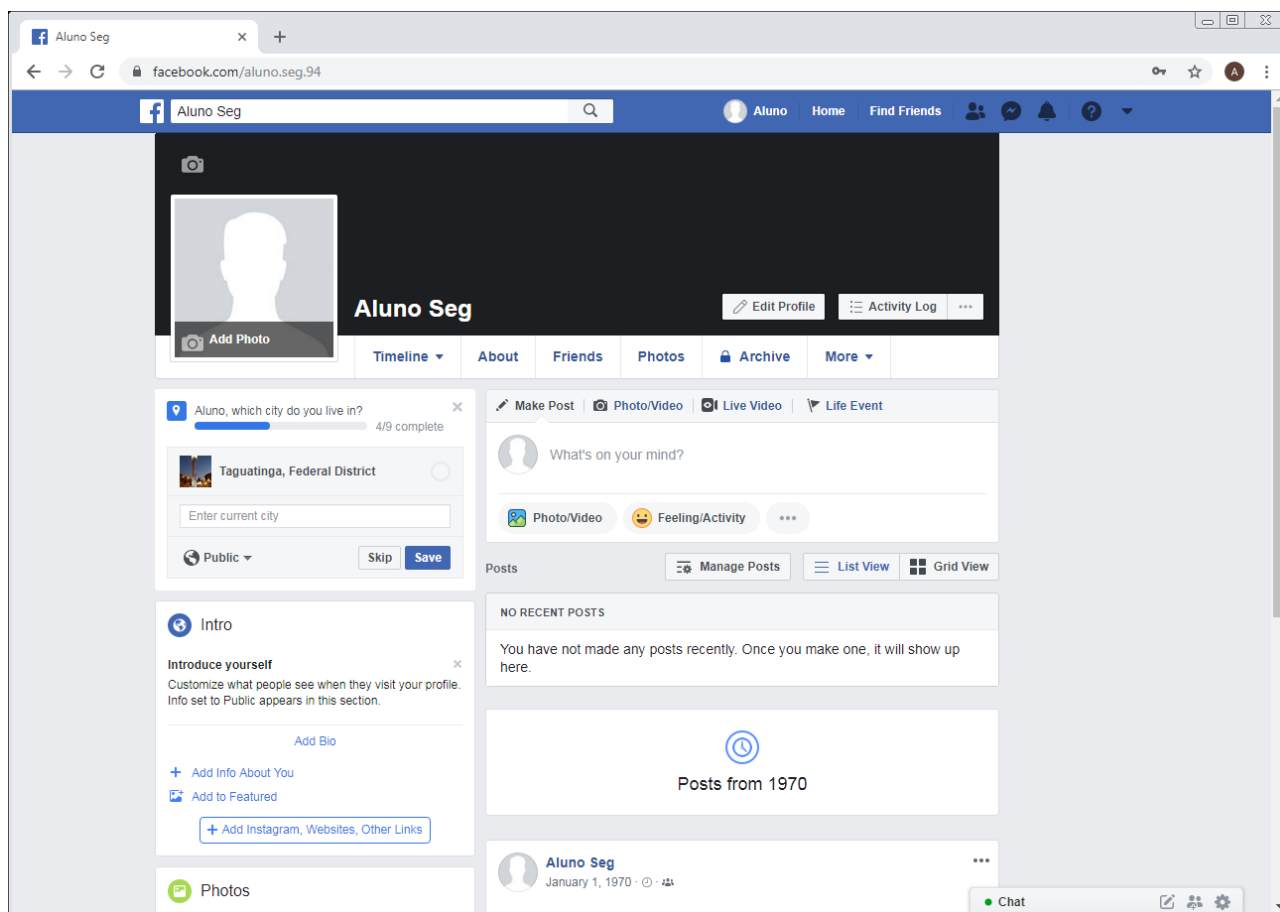 Aluno Seg
facebook.com/aluno.seg.94
A
Aluno Seg
Aluno
Home
Find Friends
Add Photo
Aluno Seg
Edit Profile
Activity Log
Timeline
About
Friends
Photos
Archive
More
Aluno, which city do you live in?
4/9 complete
Taguatinga, Federal District
Enter current city
Public
Skip
Save
Intro
Introduce yourself
Customize what people see when they visit your profile.
Info set to Public appears in this section.
Add Bio
Add Info About You
Add to Featured
+ Add Instagram, Websites, Other Links
Photos
Make Post
Photo/Video
Live Video
Life Event
What's on your mind?
Photo/Video
Feeling/Activity
Posts
Manage Posts
List View
Grid View
NO RECENT POSTS
You have not made any posts recently. Once you make one, it will show up
here.
Posts from 1970
Aluno Seg
January 1, 1970
Chat